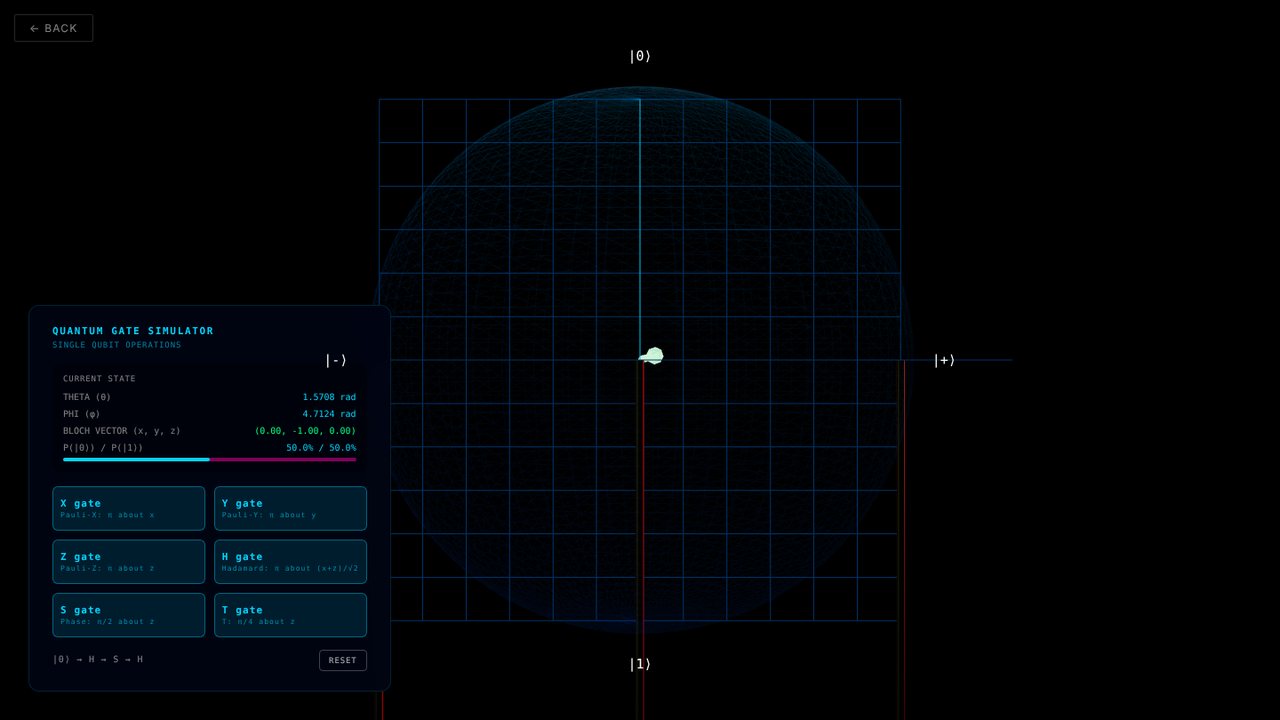 ← BACK
|0⟩
|-⟩
|+⟩
|1⟩
QUANTUM GATE SIMULATOR
SINGLE QUBIT OPERATIONS
CURRENT STATE
THETA (θ) 1.5708 rad
PHI (φ) 4.7124 rad
BLOCH VECTOR (x, y, z) (0.00, -1.00, 0.00)
P(|0⟩) / P(|1⟩) 50.0% / 50.0%
X gate
Pauli-X: π about x
Y gate
Pauli-Y: π about y
Z gate
Pauli-Z: π about z
H gate
Hadamard: π about (x+z)/√2
S gate
Phase: π/2 about z
T gate
T: π/4 about z
|0⟩ → H → S → H
RESET